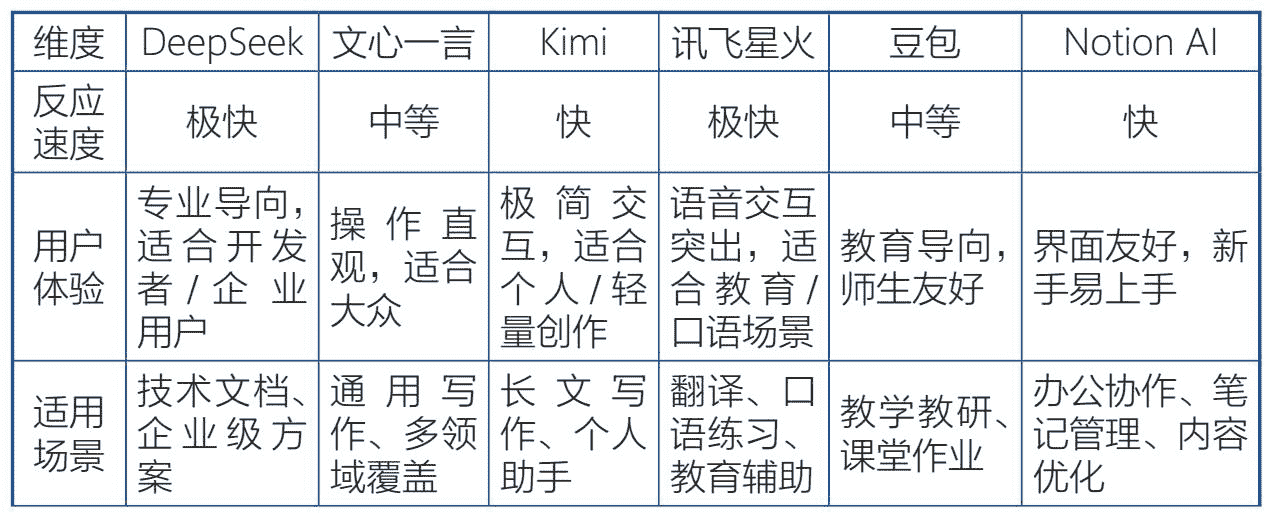 维度 DeepSeek 文心一言 Kimi 讯飞星火 豆包 Notion AI
反应
速度
极快
中等
快
极快
中等
快
用户
体验
专业导向，
适合开发
者/企业
用户
操作直
观，适合
大众
极简交
互，适合
个人/轻
量创作
语音交互
突出，适
合教育/
口语场景
教育导向，
师生友好
界面友好，新
手易上手
适用
场景
技术文档、
企业级方
案
通用写
作、多领
域覆盖
长文写
作、个人
助手
翻译、口
语练习、
教育辅助
教学教研、
课堂作业
办公协作、笔
记管理、内容
优化